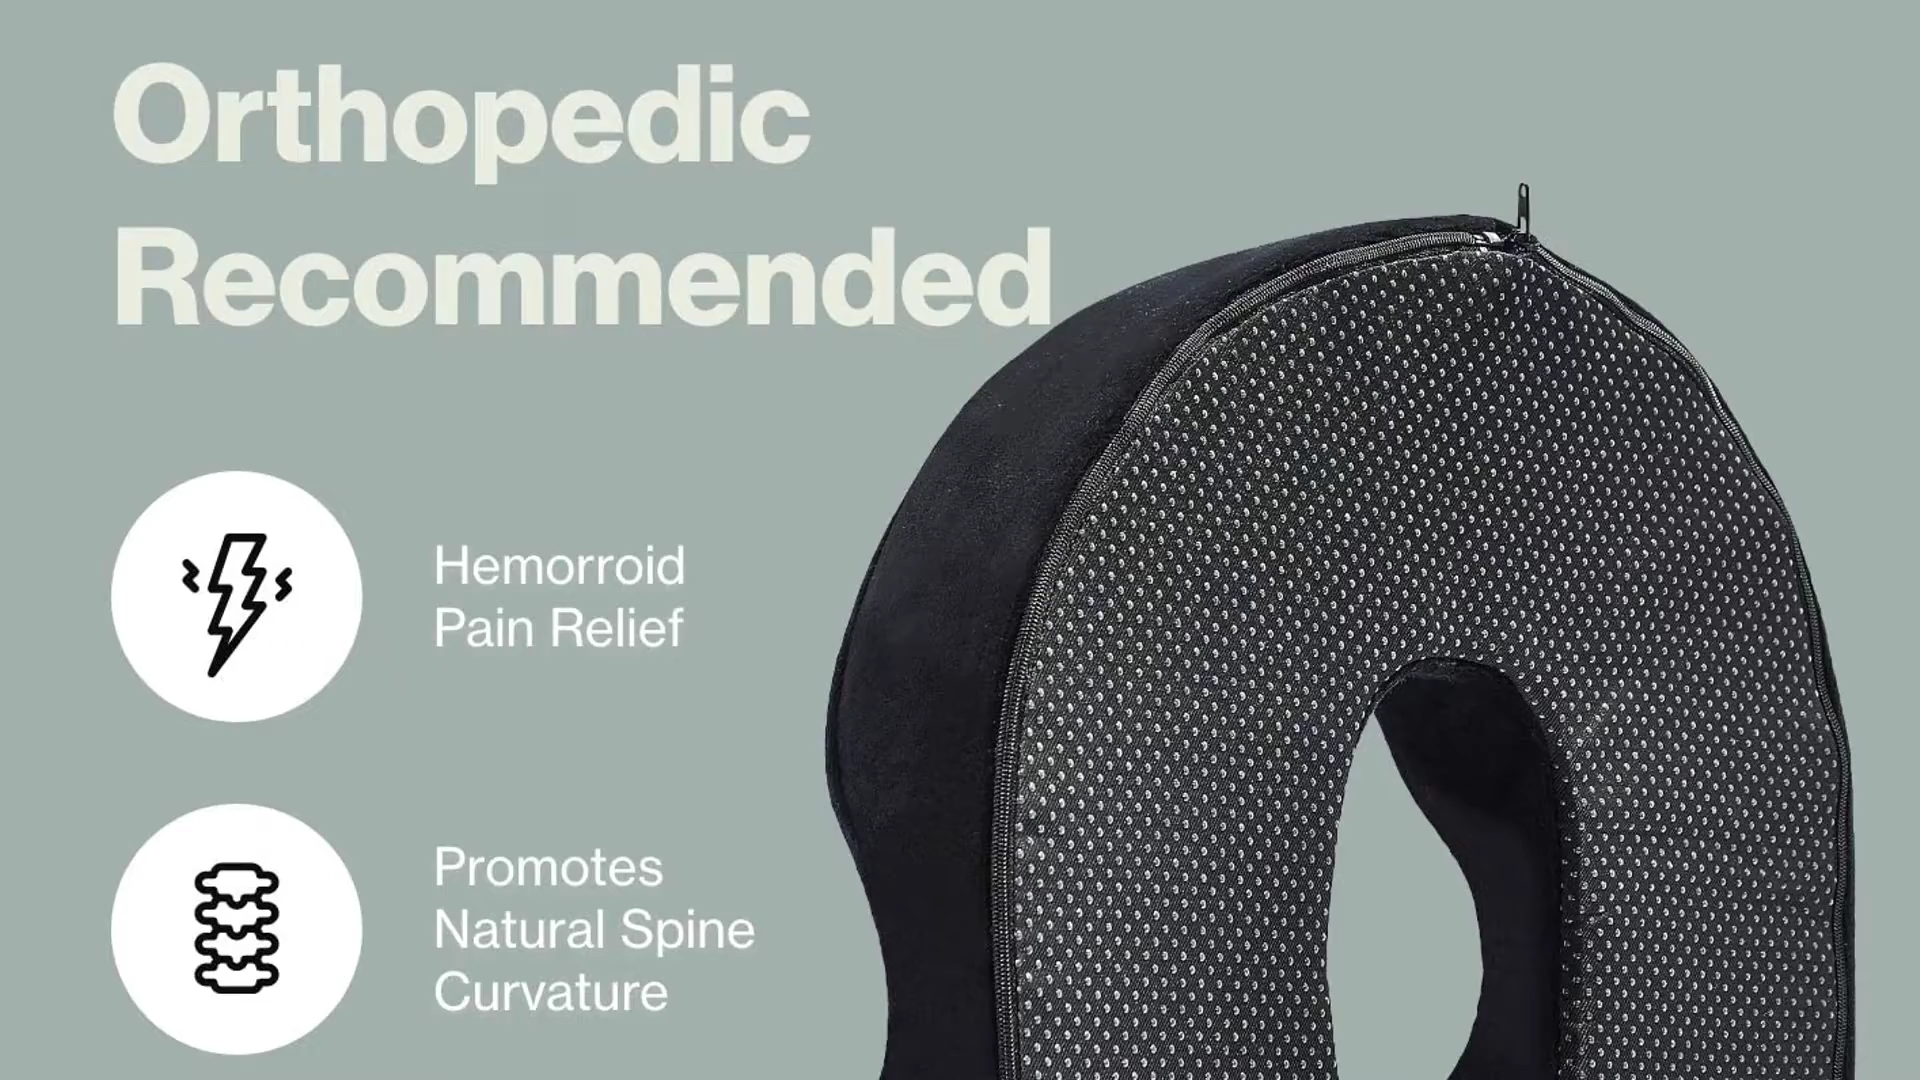 Orthopedic
Recommended
Hemorroid
Pain Relief
Promotes
Natural Spine
Curvature